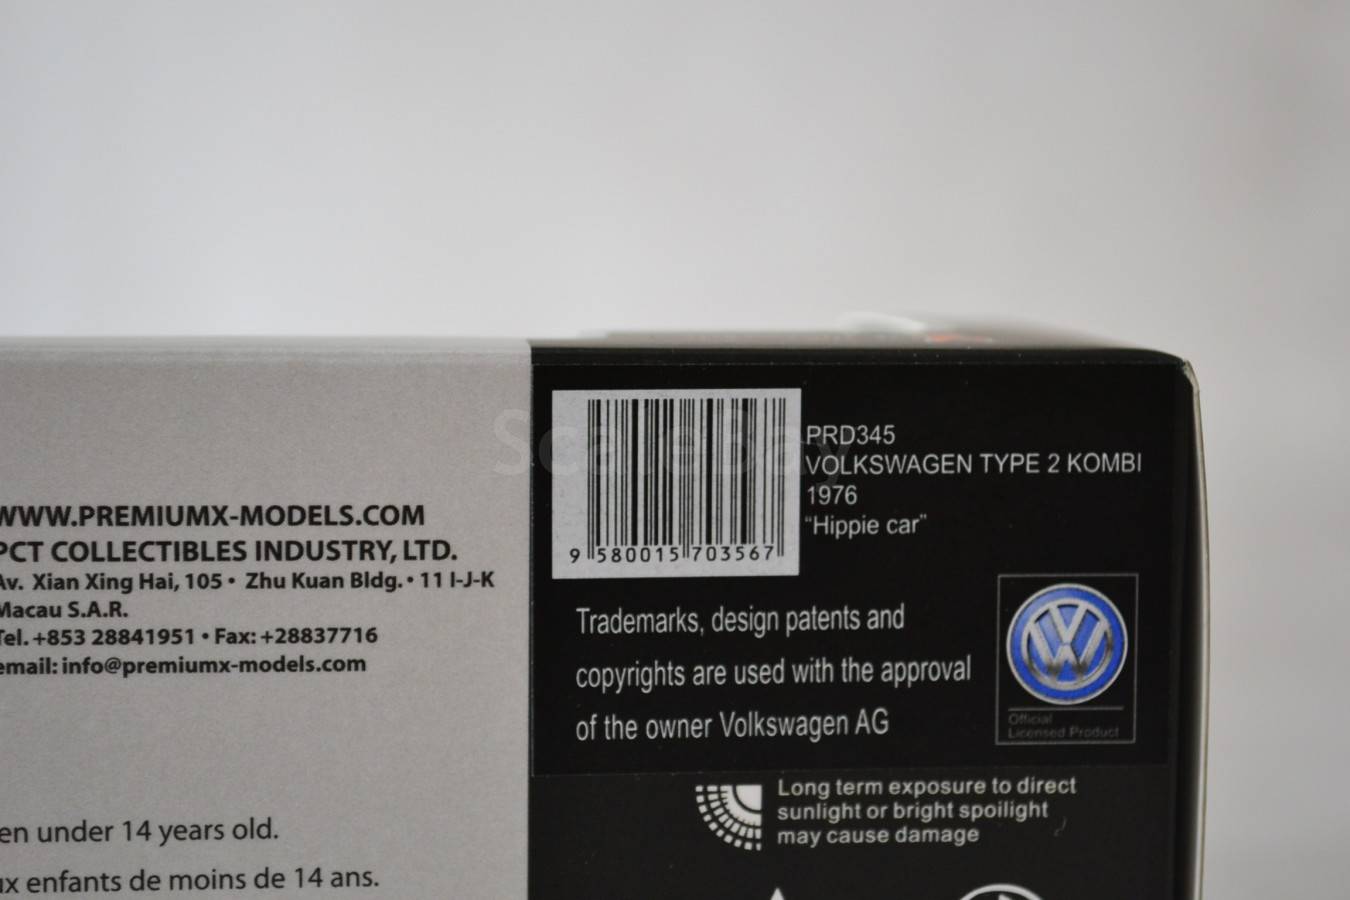 WWW.PREMIUMX-MODELS.COM
PCT COLLECTIBLES INDUSTRY, LTD.
Av. Xian Xing Hai, 105 • Zhu Kuan Bldg. • 11 I-J-K
Macau S.A.R.
Tel. +853 28841951 • Fax: +28837716
email: info@premiumx-models.com
en under 14 years old.
ux enfants de moins de 14 ans.
ScaleBay
9 580015 703567
PRD345
VOLKSWAGEN TYPE 2 KOMBI
1976
“Hippie car”
Trademarks, design patents and
copyrights are used with the approval
of the owner Volkswagen AG
Official
Licensed Product
Long term exposure to direct
sunlight or bright spoilight
may cause damage